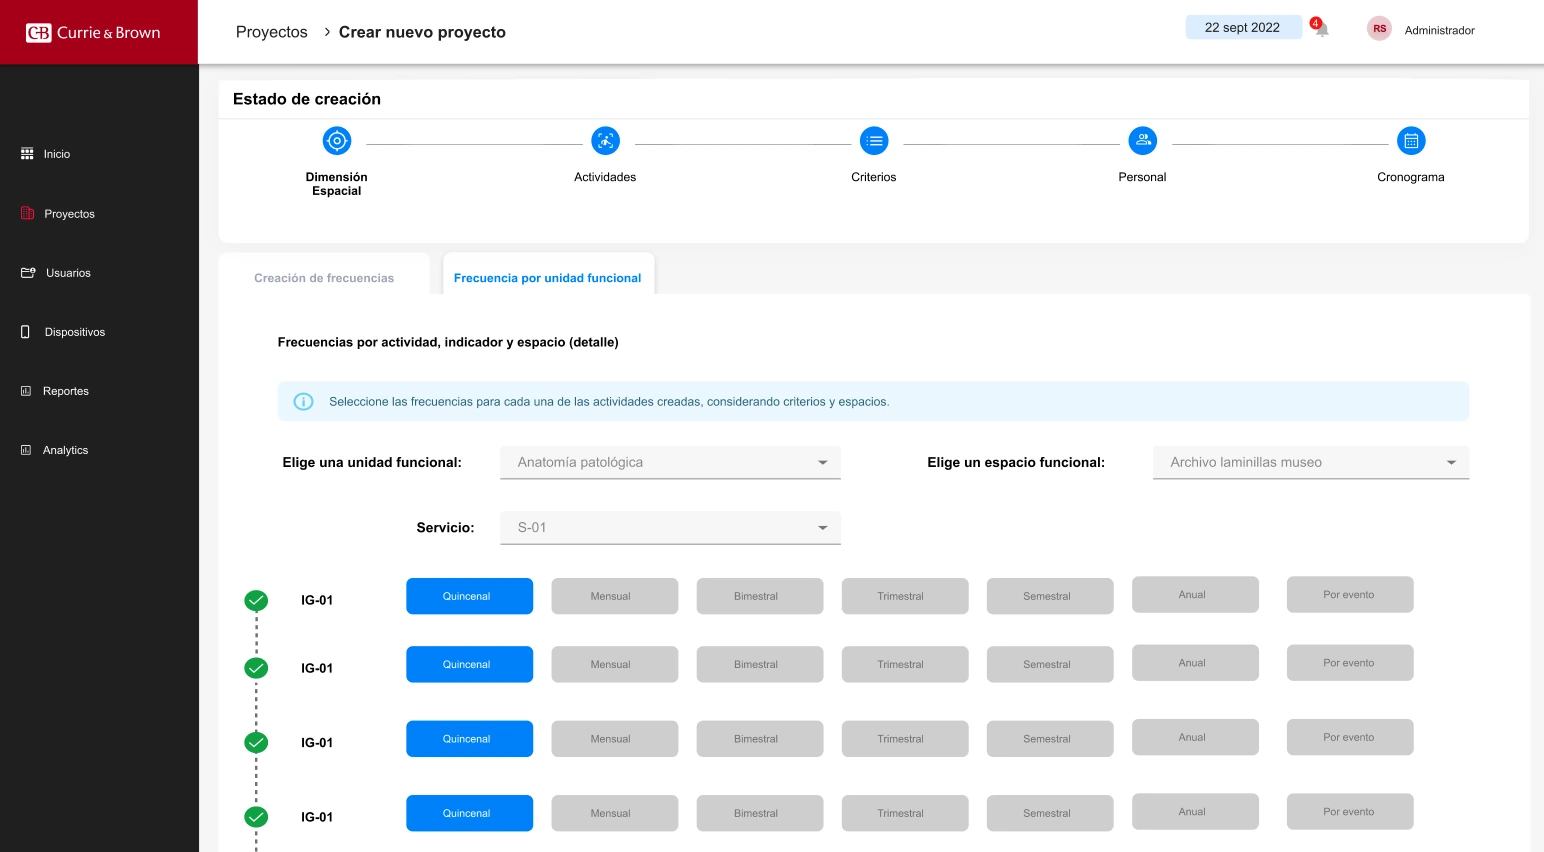 CB Currie & Brown
Proyectos > Crear nuevo proyecto
22 sept 2022
4
RS
Administrador
Inicio
Proyectos
Usuarios
Dispositivos
Reportes
Analytics
Estado de creación
Dimensión
Espacial
Actividades
Criterios
Personal
Cronograma
Creación de frecuencias
Frecuencia por unidad funcional
Frecuencias por actividad, indicador y espacio (detalle)
Seleccione las frecuencias para cada una de las actividades creadas, considerando criterios y espacios.
Elige una unidad funcional: Anatomía patológica
Elige un espacio funcional: Archivo laminillas museo
Servicio: S-01
IG-01 Quincenal Mensual Bimestral Trimestral Semestral Anual Por evento
IG-01 Quincenal Mensual Bimestral Trimestral Semestral Anual Por evento
IG-01 Quincenal Mensual Bimestral Trimestral Semestral Anual Por evento
IG-01 Quincenal Mensual Bimestral Trimestral Semestral Anual Por evento